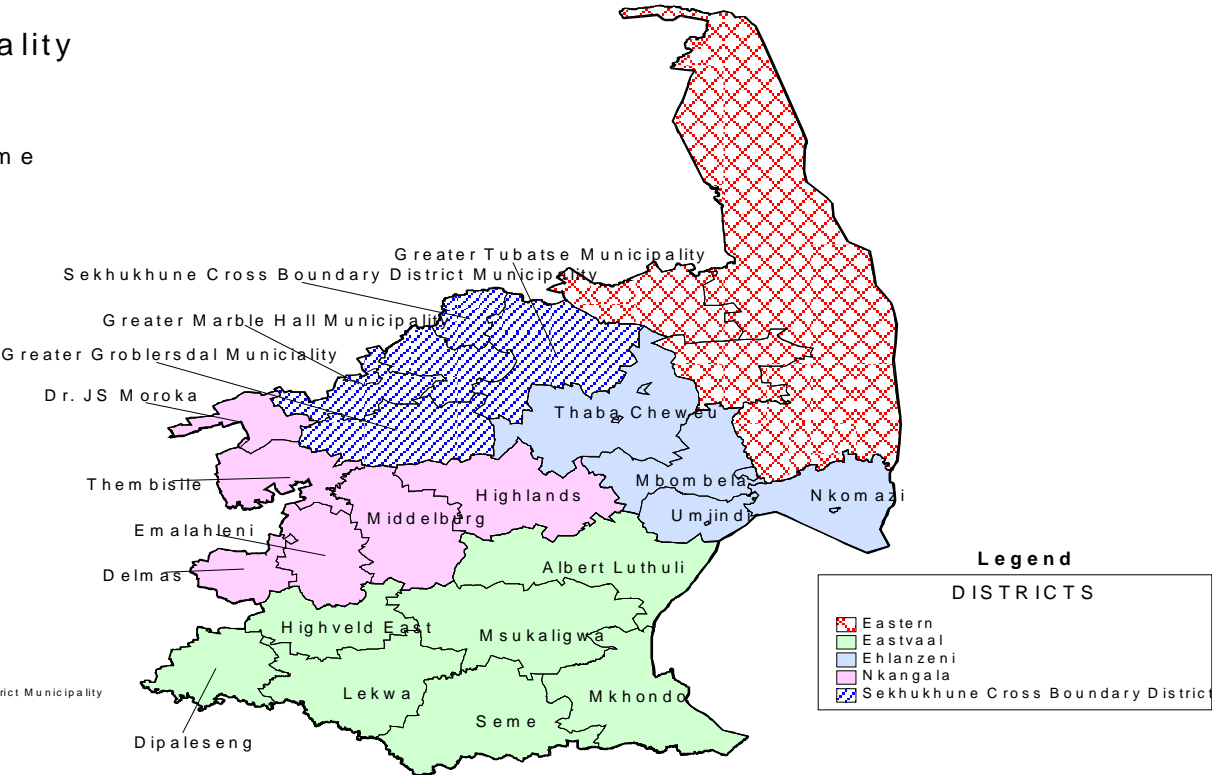 ality
me
Greater Tubatse Municipality
Sekhukhune Cross Boundary District Municipality
Greater Marble Hall Municipality
Greater Groblersdal Municiality
Dr. JS Moroka
Thaba Cheweu
Thembislle
Mbombela
Highlands
Nkomazi
Middelburg
Umjindi
Emalahleni
Delmas
Albert Luthuli
Legend
DISTRICTS
Eastern
Eastvaal
Ehlanzeni
Nkangala
Sekhukhune Cross Boundary District
Highveld East
Msukaligwa
rict Municipality
Lekwa
Mkhondo
Seme
Dipaleseng